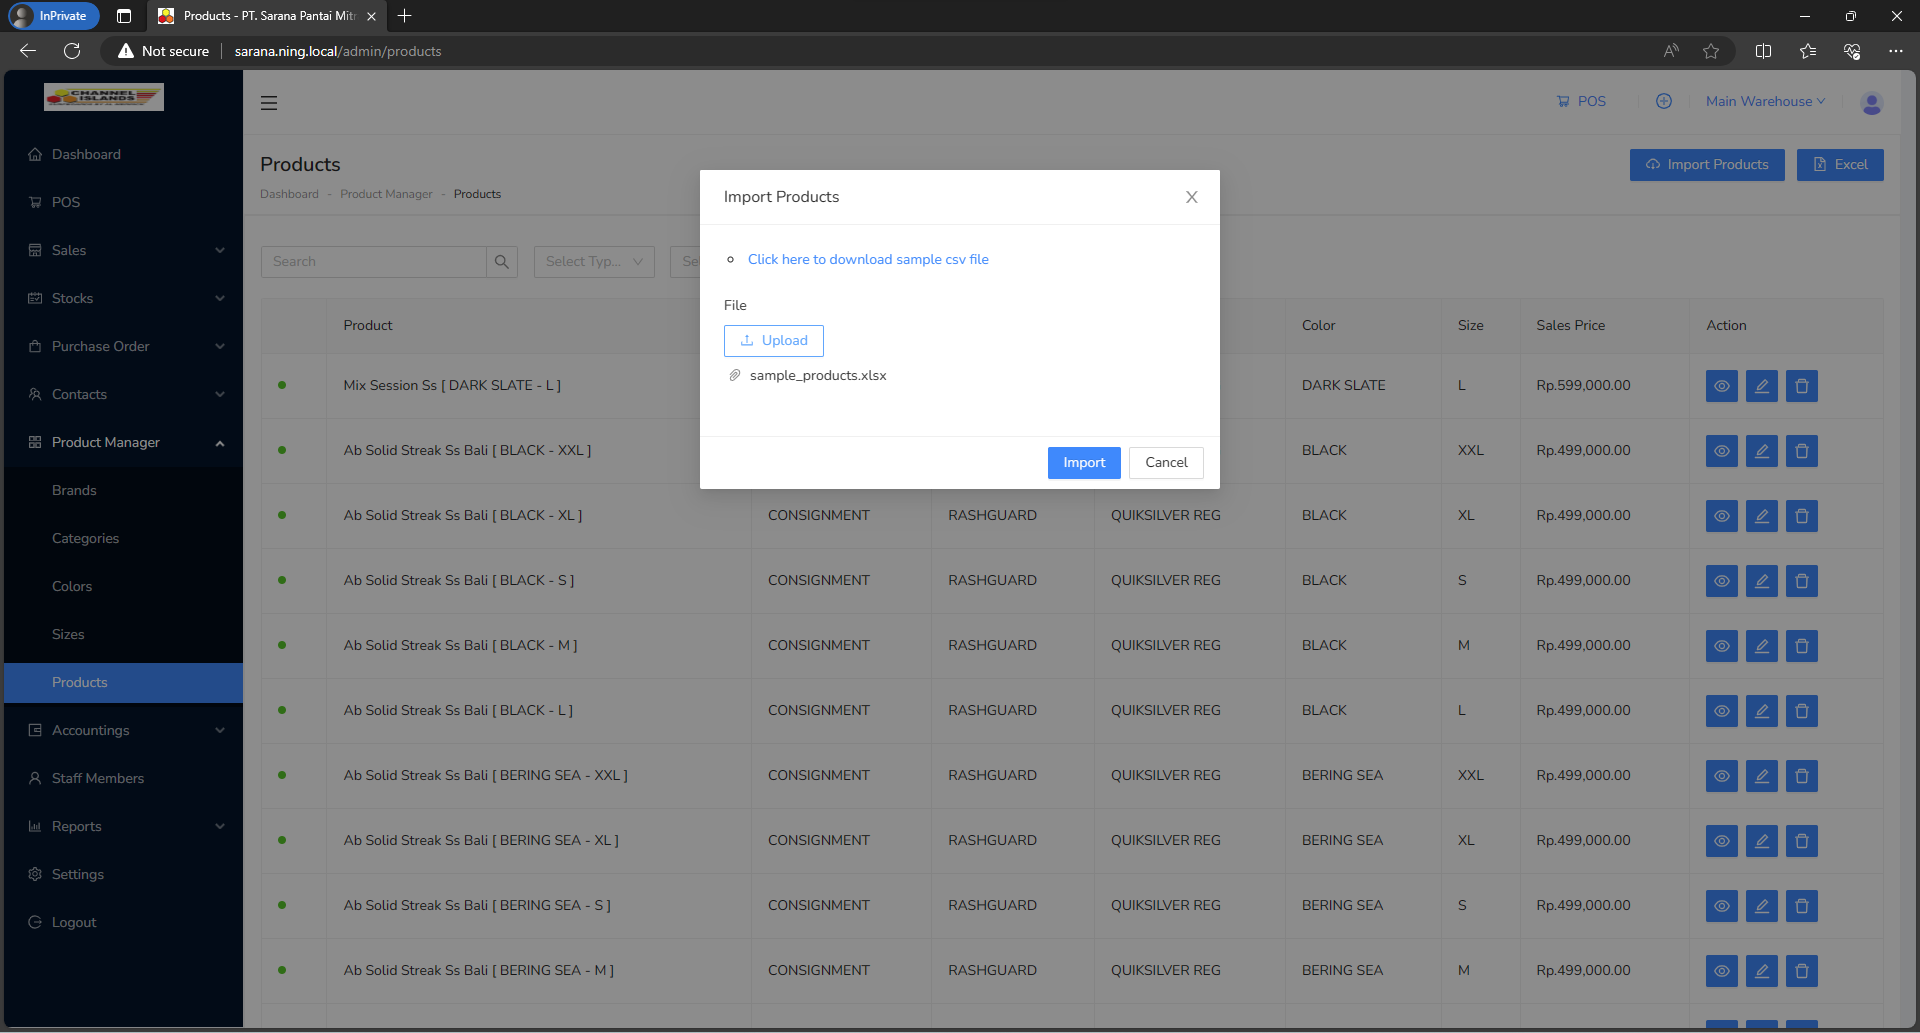 InPrivate
Products - PT. Sarana Pantai Mitr
Not secure
sarana.ning.local/admin/products
CHANNEL
ISLANDS
Dashboard
POS
Sales
Stocks
Purchase Order
Contacts
Product Manager
Brands
Categories
Colors
Sizes
Products
Accountings
Staff Members
Reports
Settings
Logout
POS
Main Warehouse
Products
Dashboard - Product Manager - Products
Import Products
Excel
Search
Select Typ...
Se
Import Products
Click here to download sample csv file
File
Upload
sample_products.xlsx
Import
Cancel
Product Color Size Sales Price Action
Mix Session Ss [ DARK SLATE - L ] DARK SLATE L Rp.599,000.00
Ab Solid Streak Ss Bali [ BLACK - XXL ] BLACK XXL Rp.499,000.00
Ab Solid Streak Ss Bali [ BLACK - XL ] CONSIGNMENT RASHGUARD QUIKSILVER REG BLACK XL Rp.499,000.00
Ab Solid Streak Ss Bali [ BLACK - S ] CONSIGNMENT RASHGUARD QUIKSILVER REG BLACK S Rp.499,000.00
Ab Solid Streak Ss Bali [ BLACK - M ] CONSIGNMENT RASHGUARD QUIKSILVER REG BLACK M Rp.499,000.00
Ab Solid Streak Ss Bali [ BLACK - L ] CONSIGNMENT RASHGUARD QUIKSILVER REG BLACK L Rp.499,000.00
Ab Solid Streak Ss Bali [ BERING SEA - XXL ] CONSIGNMENT RASHGUARD QUIKSILVER REG BERING SEA XXL Rp.499,000.00
Ab Solid Streak Ss Bali [ BERING SEA - XL ] CONSIGNMENT RASHGUARD QUIKSILVER REG BERING SEA XL Rp.499,000.00
Ab Solid Streak Ss Bali [ BERING SEA - S ] CONSIGNMENT RASHGUARD QUIKSILVER REG BERING SEA S Rp.499,000.00
Ab Solid Streak Ss Bali [ BERING SEA - M ] CONSIGNMENT RASHGUARD QUIKSILVER REG BERING SEA M Rp.499,000.00